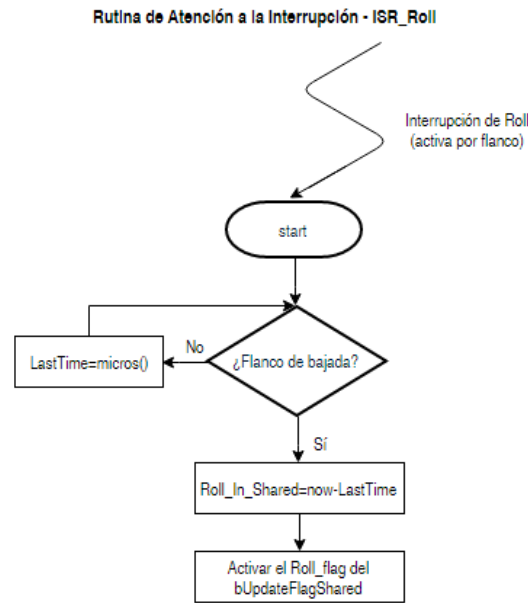 Rutina de Atención a la Interrupción - ISR_Roll
Interrupción de Roll
(activa por flanco)
start
LastTime=micros()
No
¿Flanco de bajada?
Sí
Roll_In_Shared=now-LastTime
Activar el Roll_flag del
bUpdateFlagShared